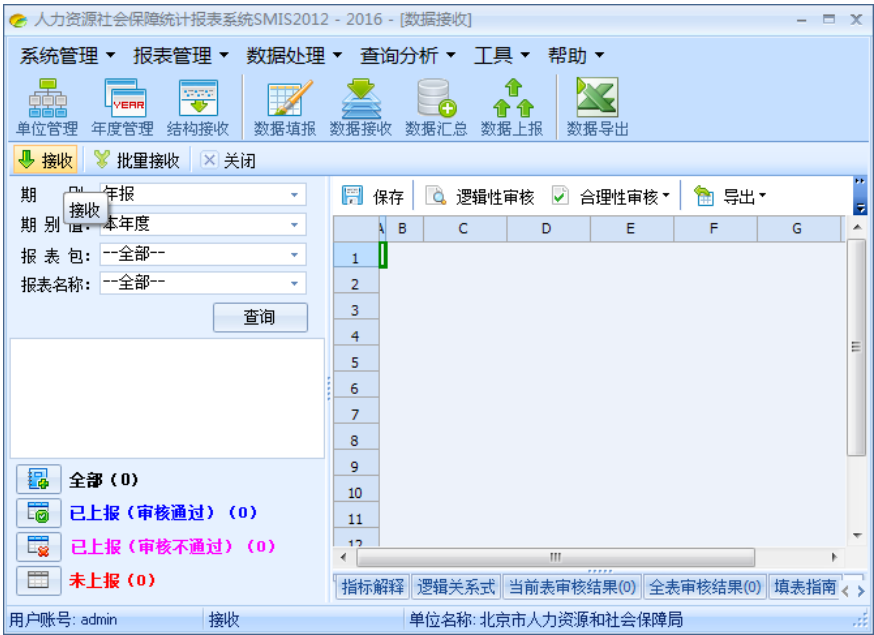 人力资源社会保障统计报表系统SMIS2012 - 2016 - [数据接收]
系统管理 报表管理 数据处理 查询分析 工具 帮助
YEAR
单位管理 年度管理 结构接收 数据填报 数据接收 数据汇总 数据上报 数据导出
接收 批量接收 关闭
期 年报
接收
期 别 值: 本年度
报 表 包: --全部--
报表名称: --全部--
查询
保存 逻辑性审核 合理性审核 导出
A B C D E F G
1
2
3
4
5
6
7
8
9
10
11
12
全部 (0)
已上报 (审核通过) (0)
已上报 (审核不通过) (0)
未上报 (0)
指标解释 逻辑关系式 当前表审核结果(0) 全表审核结果(0) 填表指南
用户账号: admin 接收 单位名称: 北京市人力资源和社会保障局